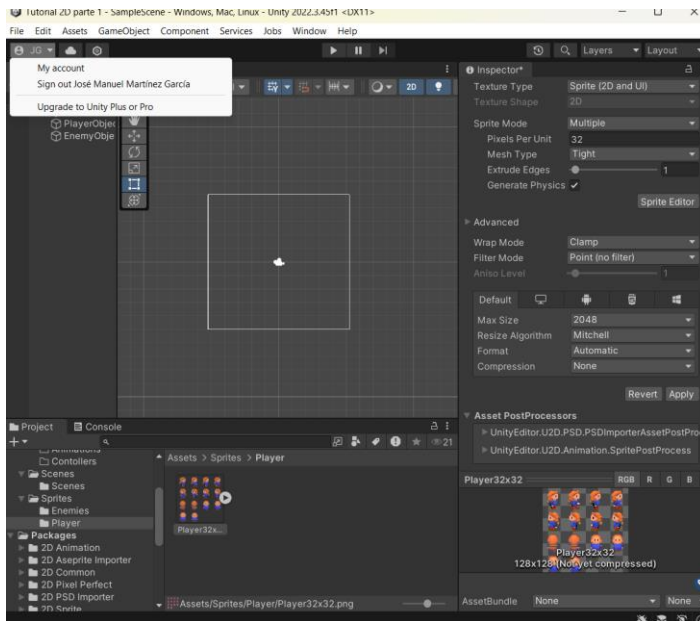 Tutorial 2D parte 1 - SampleScene - Windows, Mac, Linux - Unity 2022.3.45f1 <DX11>
File Edit Assets GameObject Component Services Jobs Window Help
JG Layers Layout
My account
Sign out José Manuel Martínez García
Upgrade to Unity Plus or Pro
2D
PlayerObjec
EnemyObje
Inspector*
Texture Type Sprite (2D and UI)
Texture Shape 2D
Sprite Mode Multiple
Pixels Per Unit 32
Mesh Type Tight
Extrude Edges 1
Generate Physics
Sprite Editor
Advanced
Wrap Mode Clamp
Filter Mode Point (no filter)
Aniso Level 1
Default
Max Size 2048
Resize Algorithm Mitchell
Format Automatic
Compression None
Revert Apply
Asset PostProcessors
UnityEditor.U2D.PSD.PSDImporterAssetPostPro
UnityEditor.U2D.Animation.SpritePostProcess
Project Console
21
Animations
Contollers
Scenes
Scenes
Sprites
Enemies
Player
Packages
2D Animation
2D Aseprite Importer
2D Common
2D Pixel Perfect
2D PSD Importer
2D Sprite
Assets > Sprites > Player
Player32x...
Assets/Sprites/Player/Player32x32.png
Player32x32 RGB R G B
Player32x32
128x128 (Not yet compressed)
AssetBundle None None